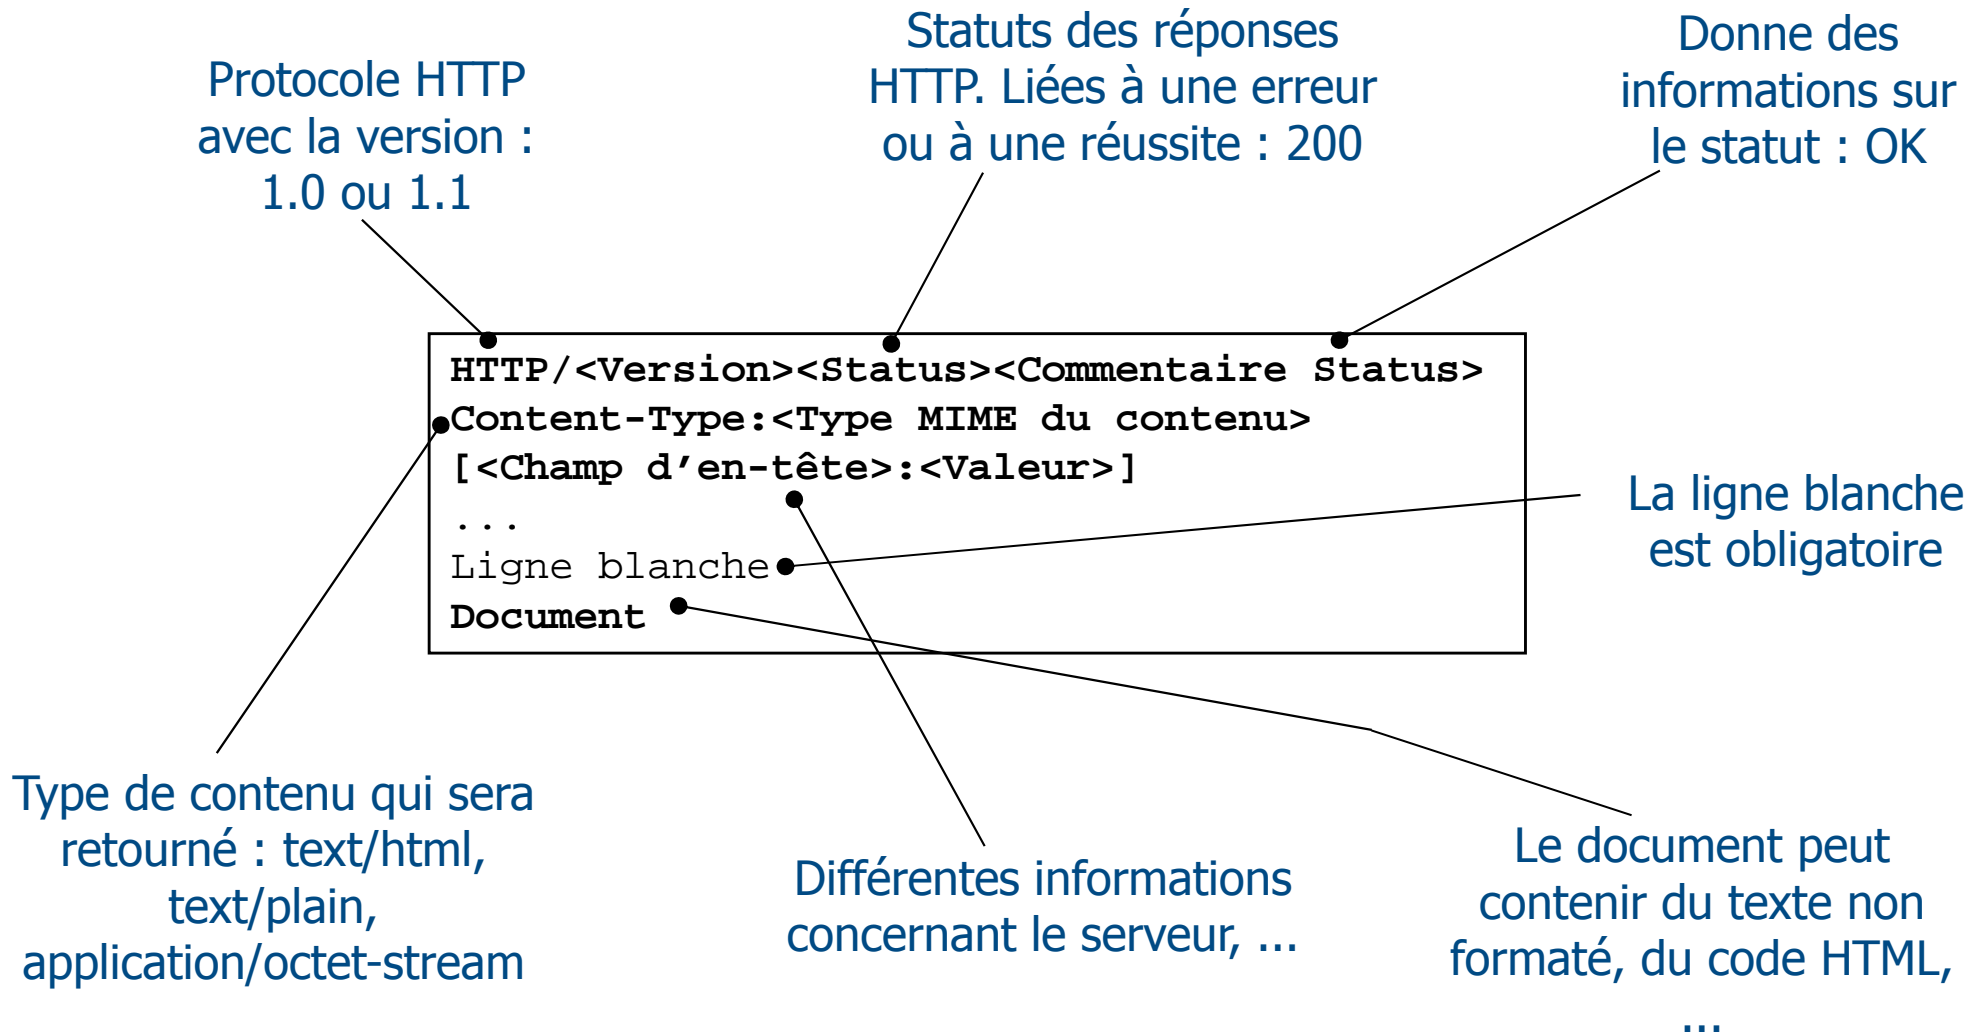 Protocole HTTP
avec la version :
1.0 ou 1.1
Statuts des réponses
HTTP. Liées à une erreur
ou à une réussite : 200
Donne des
informations sur
le statut : OK
HTTP/<Version><Status><Commentaire Status>
Content-Type:<Type MIME du contenu>
[<Champ d’en-tête>:<Valeur>]
...
Ligne blanche
Document
La ligne blanche
est obligatoire
Type de contenu qui sera
retourné : text/html,
text/plain,
application/octet-stream
Différentes informations
concernant le serveur, ...
Le document peut
contenir du texte non
formaté, du code HTML,
...